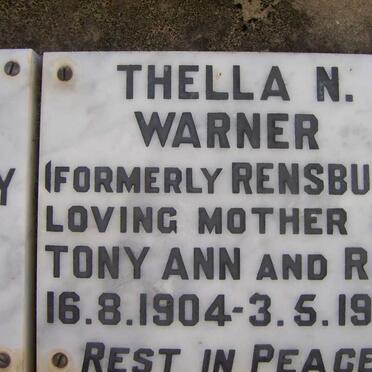 THELLA N.
WARNER
(FORMERLY RENSBU
LOVING MOTHER
TONY ANN AND R
16.8.1904-3.5.19
REST IN PEACE
Y